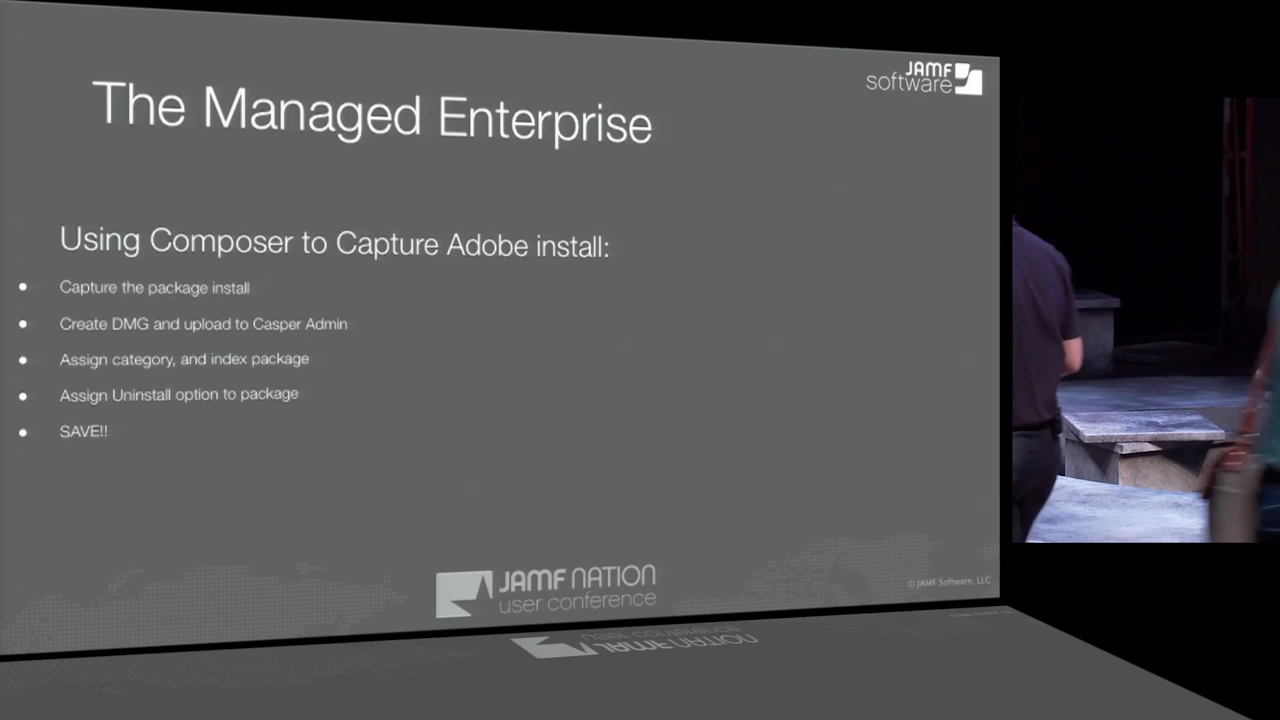 JAMF
software
The Managed Enterprise
Using Composer to Capture Adobe install:
• Capture the package install
• Create DMG and upload to Casper Admin
• Assign category, and index package
• Assign Uninstall option to package
• SAVE!!
JAMF NATION
user conference
© JAMF Software, LLC